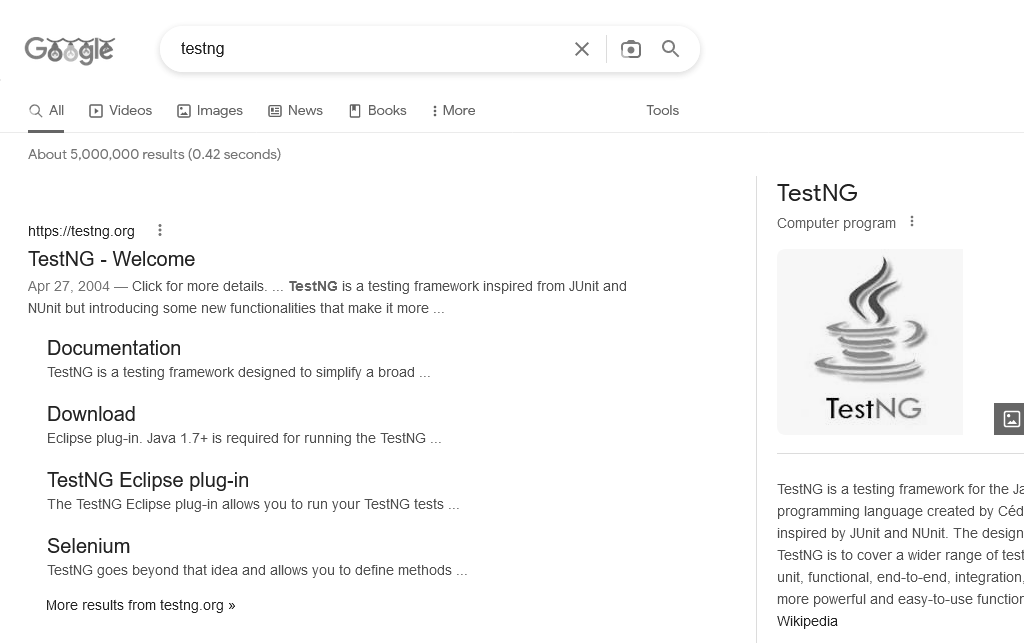 Google
testng
All Videos Images News Books More Tools
About 5,000,000 results (0.42 seconds)
https://testng.org
TestNG - Welcome
Apr 27, 2004 — Click for more details. ... TestNG is a testing framework inspired from JUnit and
NUnit but introducing some new functionalities that make it more ...
Documentation
TestNG is a testing framework designed to simplify a broad ...
Download
Eclipse plug-in. Java 1.7+ is required for running the TestNG ...
TestNG Eclipse plug-in
The TestNG Eclipse plug-in allows you to run your TestNG tests ...
Selenium
TestNG goes beyond that idea and allows you to define methods ...
More results from testng.org »
TestNG
Computer program
TestNG
TestNG is a testing framework for the Ja
programming language created by Céd
inspired by JUnit and NUnit. The design
TestNG is to cover a wider range of test
unit, functional, end-to-end, integration,
more powerful and easy-to-use function
Wikipedia